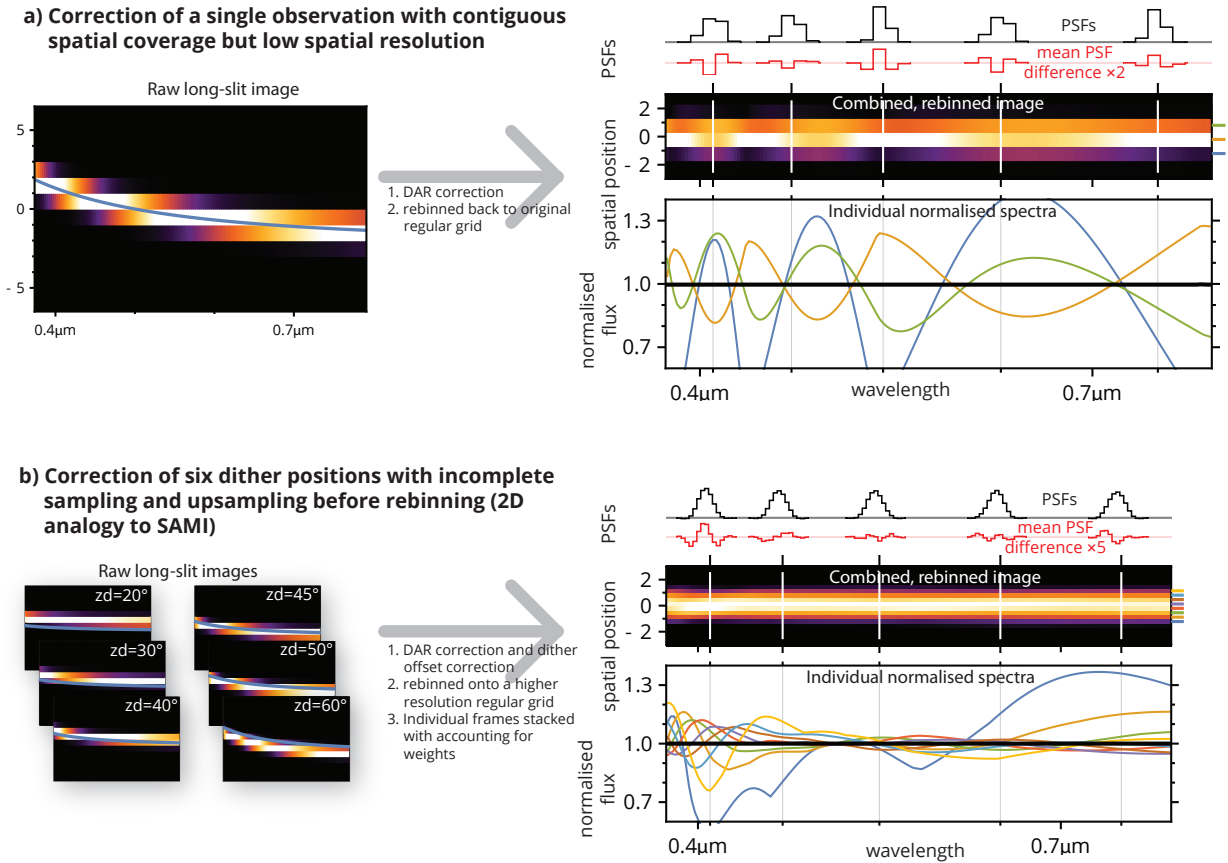 a) Correction of a single observation with contiguous
spatial coverage but low spatial resolution
Raw long-slit image
5
0
- 5
0.4µm
0.7µm
1. DAR correction
2. rebinned back to original
regular grid
PSFs
PSFs
mean PSF
difference ×2
Combined, rebinned image
2
0
- 2
spatial position
Individual normalised spectra
1.3
1.0
0.7
normalised
flux
0.4µm
wavelength
0.7µm
b) Correction of six dither positions with incomplete
sampling and upsampling before rebinning (2D
analogy to SAMI)
Raw long-slit images
zd=20°
zd=30°
zd=40°
zd=45°
zd=50°
zd=60°
1. DAR correction and dither
offset correction
2. rebinned onto a higher
resolution regular grid
3. Individual frames stacked
with accounting for
weights
PSFs
PSFs
mean PSF
difference ×5
Combined, rebinned image
2
0
- 2
spatial position
Individual normalised spectra
1.3
1.0
0.7
normalised
flux
0.4µm
wavelength
0.7µm